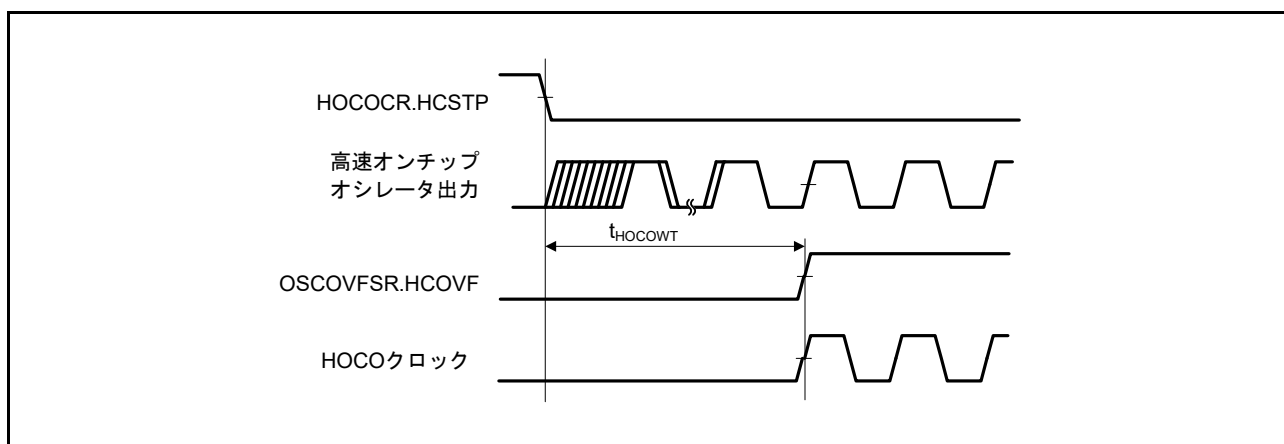 HOCOCR.HCSTP
高速オンチップ
オシレータ出力
tHOCOWT
OSCOVFSR.HCOVF
HOCOクロック